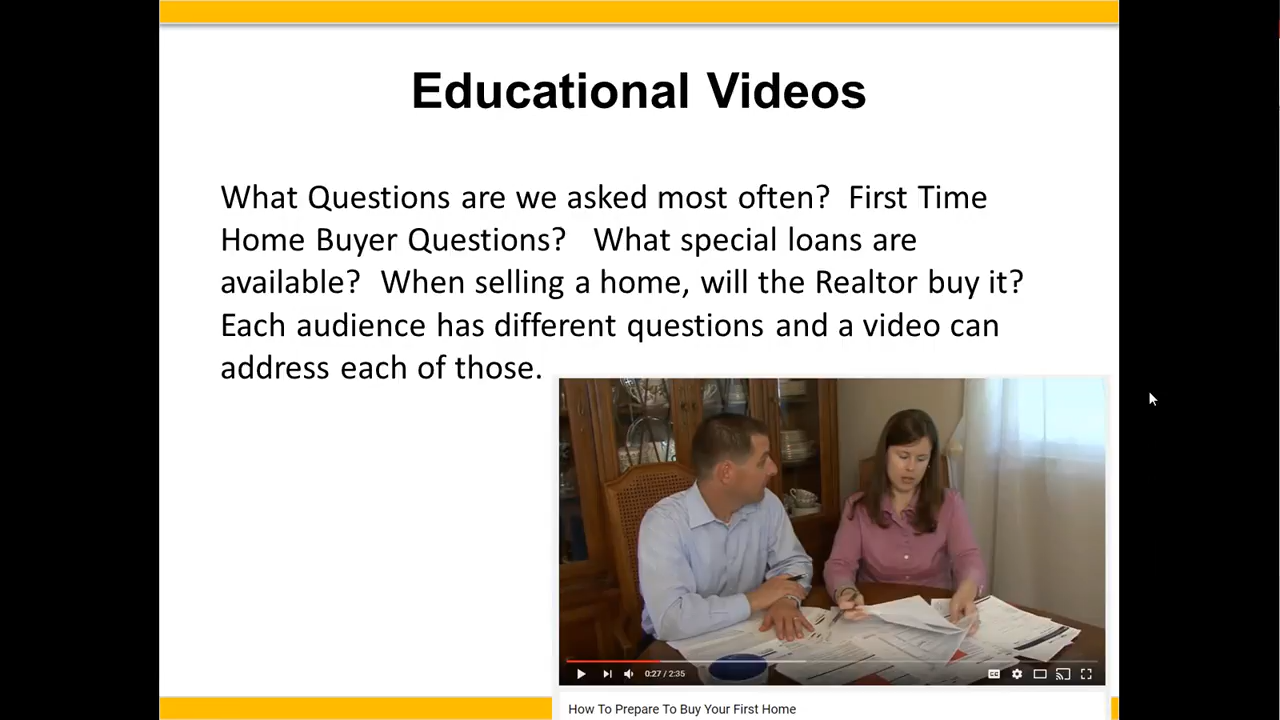 Educational Videos
What Questions are we asked most often?  First Time
Home Buyer Questions?   What special loans are
available?  When selling a home, will the Realtor buy it?
Each audience has different questions and a video can
address each of those.
0:27 / 2:35
CC
How To Prepare To Buy Your First Home